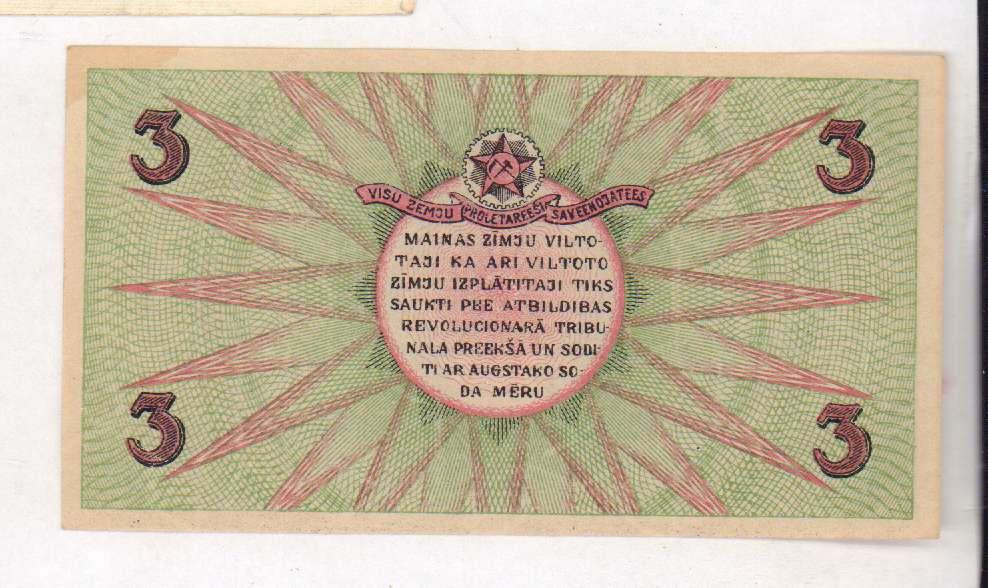 3 3
VISU ZEMJU PROLETAREEŠI SAVEENOJATEES
MAINAS ZĪMJU VILTO-
TAJI KA ARI VILTOTO
ZĪMJU IZPLĀTITAJI TIKS
SAUKTI PEE ATBILDIBAS
REVOLUCIONARĀ TRIBU-
NALA PREEKŠĀ UN SODI-
TI AR AUGSTAKO SO-
DA MĒRU
3 3